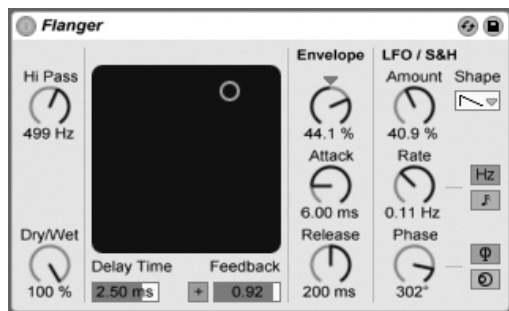 Flanger
Envelope
LFO / S&H
Hi Pass
Amount
Shape
499 Hz
44.1 %
40.9 %
Attack
Rate
Hz
6.00 ms
0.11 Hz
Dry/Wet
Release
Phase
Delay Time
Feedback
100 %
2.50 ms
+
0.92
200 ms
302°
Φ